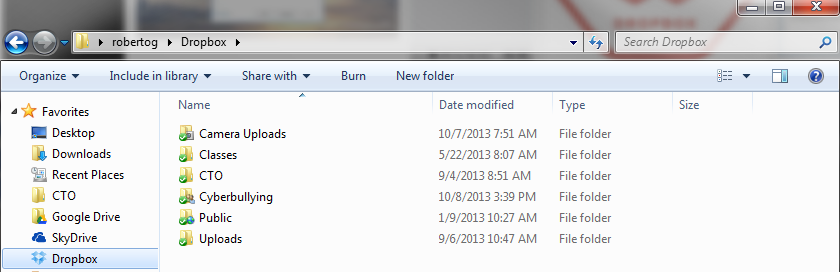 DROPBOX
robertog Dropbox Search Dropbox
Organize Include in library Share with Burn New folder
Name Date modified Type Size
Favorites
Desktop
Downloads
Recent Places
CTO
Google Drive
SkyDrive
Dropbox
Camera Uploads 10/7/2013 7:51 AM File folder
Classes 5/22/2013 8:07 AM File folder
CTO 9/4/2013 8:51 AM File folder
Cyberbullying 10/8/2013 3:39 PM File folder
Public 1/9/2013 10:27 AM File folder
Uploads 9/6/2013 10:47 AM File folder